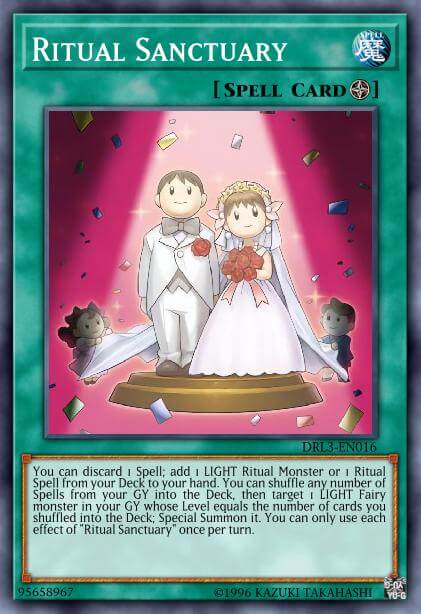 RITUAL SANCTUARY
SPELL
魔
[SPELL CARD]
DRL3-EN016
You can discard 1 Spell; add 1 LIGHT Ritual Monster or 1 Ritual
Spell from your Deck to your hand. You can shuffle any number of
Spells from your GY into the Deck, then target 1 LIGHT Fairy
monster in your GY whose Level equals the number of cards you
shuffled into the Deck; Special Summon it. You can only use each
effect of "Ritual Sanctuary" once per turn.
95658967
©1996 KAZUKI TAKAHASHI